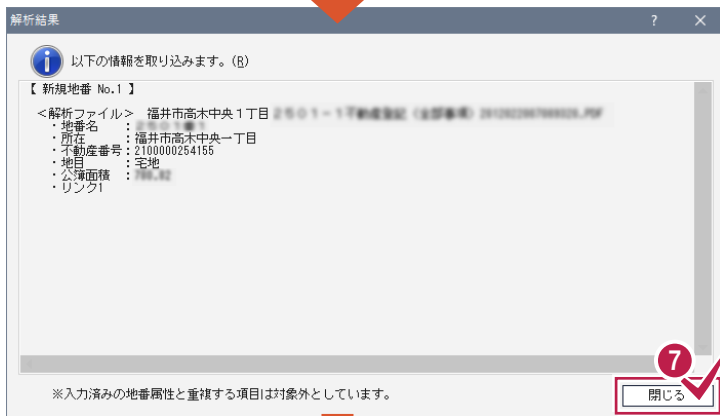 解析結果
以下の情報を取り込みます。(R)
【 新規地番 No.1 】
<解析ファイル> 福井市高木中央1丁目
・地番名 :
・所在 :福井市高木中央一丁目
・不動産番号:2100000254155
・地目 :宅地
・公簿面積 :
・リンク1
7
※入力済みの地番属性と重複する項目は対象外としています。
閉じる